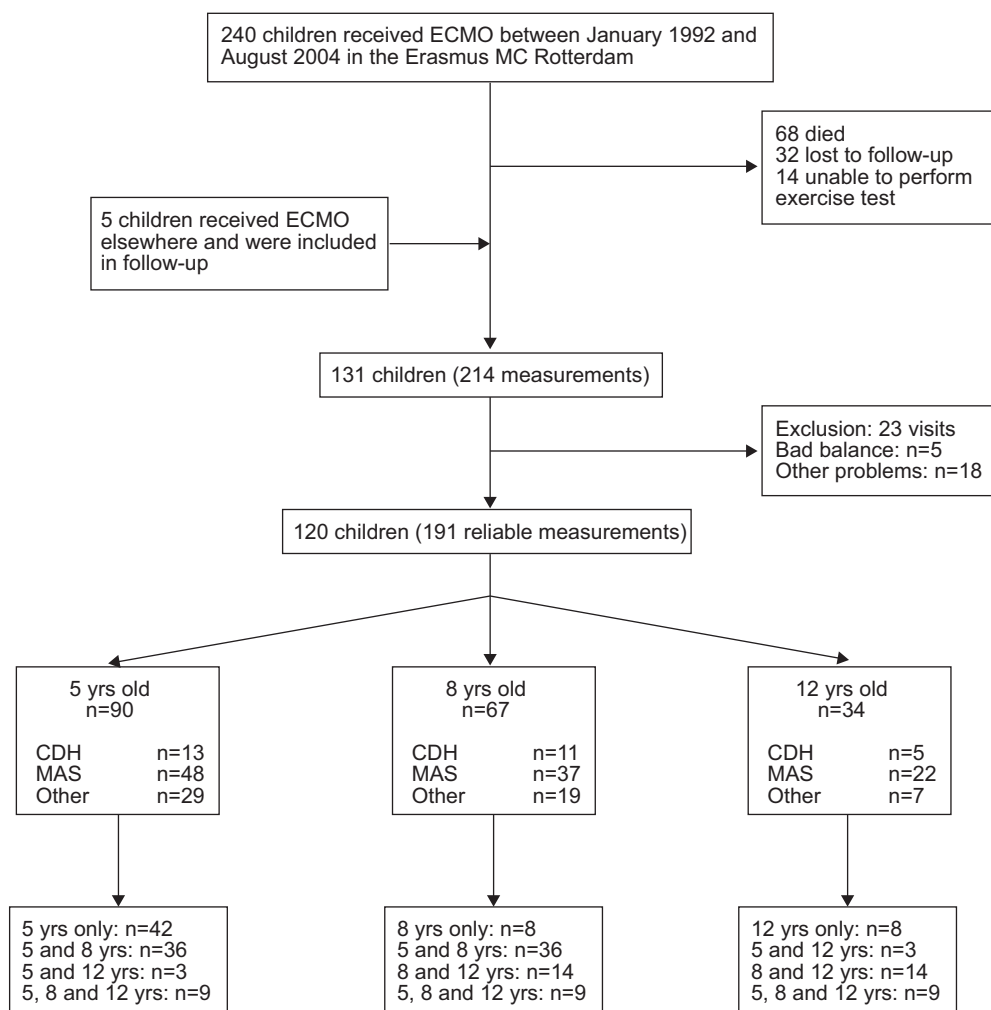 240 children received ECMO between January 1992 and
August 2004 in the Erasmus MC Rotterdam
68 died
32 lost to follow-up
14 unable to perform
exercise test
5 children received ECMO
elsewhere and were included
in follow-up
131 children (214 measurements)
Exclusion: 23 visits
Bad balance: n=5
Other problems: n=18
120 children (191 reliable measurements)
5 yrs old
n=90
CDH n=13
MAS n=48
Other n=29
8 yrs old
n=67
CDH n=11
MAS n=37
Other n=19
12 yrs old
n=34
CDH n=5
MAS n=22
Other n=7
5 yrs only: n=42
5 and 8 yrs: n=36
5 and 12 yrs: n=3
5, 8 and 12 yrs: n=9
8 yrs only: n=8
5 and 8 yrs: n=36
8 and 12 yrs: n=14
5, 8 and 12 yrs: n=9
12 yrs only: n=8
5 and 12 yrs: n=3
8 and 12 yrs: n=14
5, 8 and 12 yrs: n=9